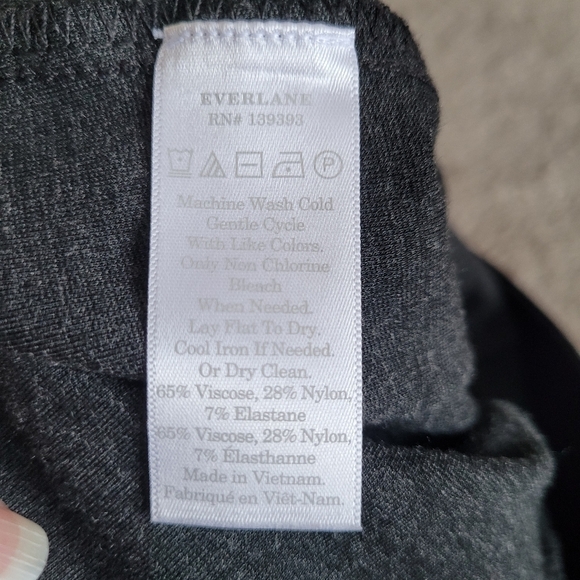 EVERLANE
RN# 139393
P
Machine Wash Cold
Gentle Cycle
With Like Colors.
Only Non Chlorine
Bleach
When Needed.
Lay Flat To Dry.
Cool Iron If Needed.
Or Dry Clean.
65% Viscose, 28% Nylon,
7% Elastane
65% Viscose, 28% Nylon,
7% Elasthanne
Made in Vietnam.
Fabriqué en Viêt-Nam.